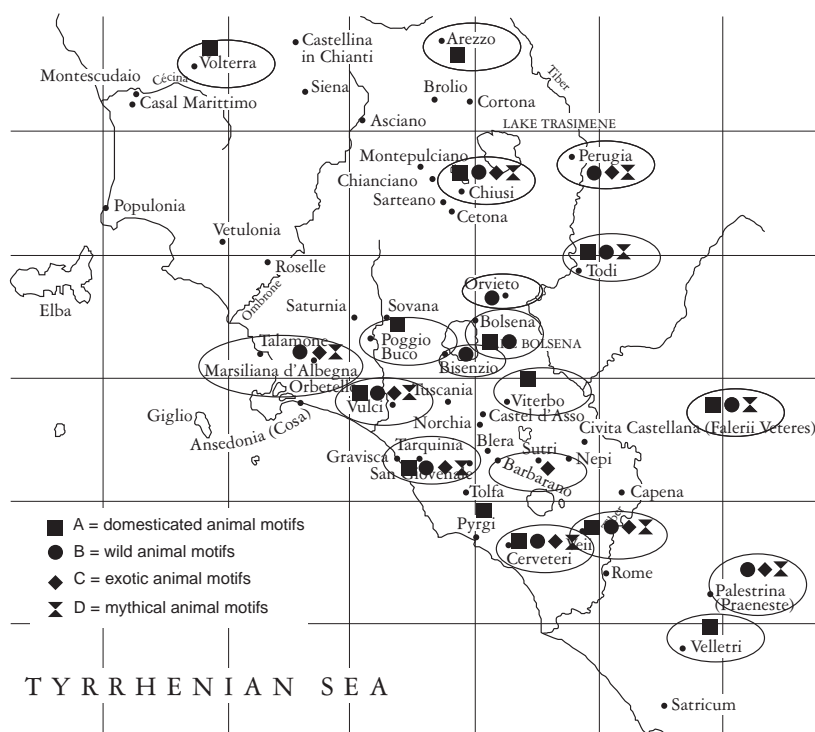 Castellina
in Chianti
Arezzo
Volterra
Tiber
Montescudaio
Cécina
Siena
Brolio
Casal Marittimo
Cortona
Asciano
LAKE TRASIMENE
Montepulciano
Perugia
Chianciano
Chiusi
Sarteano
Populonia
Cetona
Vetulonia
Roselle
Todi
Orvieto
Elba
Ombrone
Saturnia
Sovana
Bolsena
Talamone
Poggio
Buco
BOLSENA
Marsiliana d'Albegna
Bisenzio
Orbetello
Tuscania
Viterbo
Vulci
Castel d'Asso
Giglio
Norchia
Civita Castellana (Falerii Veteres)
Ansedonia (Cosa)
Blera
Sutri
Tarquinia
Gravisca
Nepi
San Giovenale
Barbarano
Tolfa
Capena
Pyrgi
Tiber
Veii
Cerveteri
Rome
A = domesticated animal motifs
B = wild animal motifs
C = exotic animal motifs
D = mythical animal motifs
Palestrina
(Praeneste)
Velletri
TYRRHENIAN SEA
Satricum